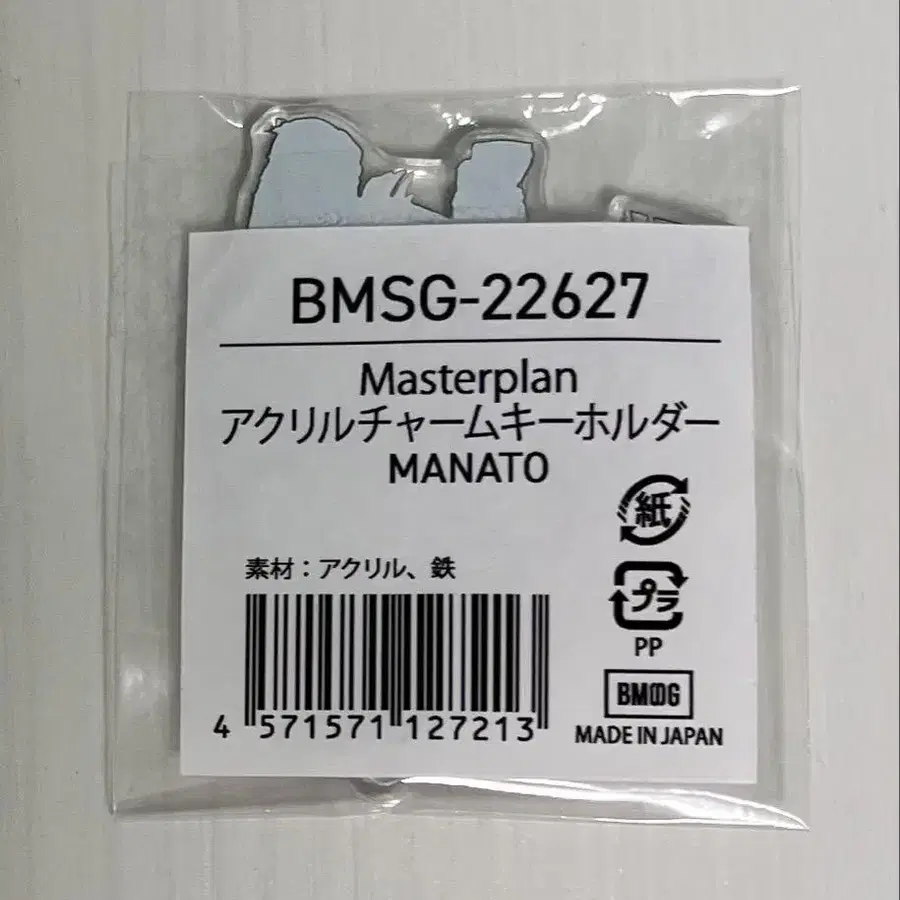 BMSG-22627
Masterplan
アクリルチャームキーホルダー
MANATO
紙
素材：アクリル、鉄
プラ
PP
BMSG
4 571571 127213
MADE IN JAPAN